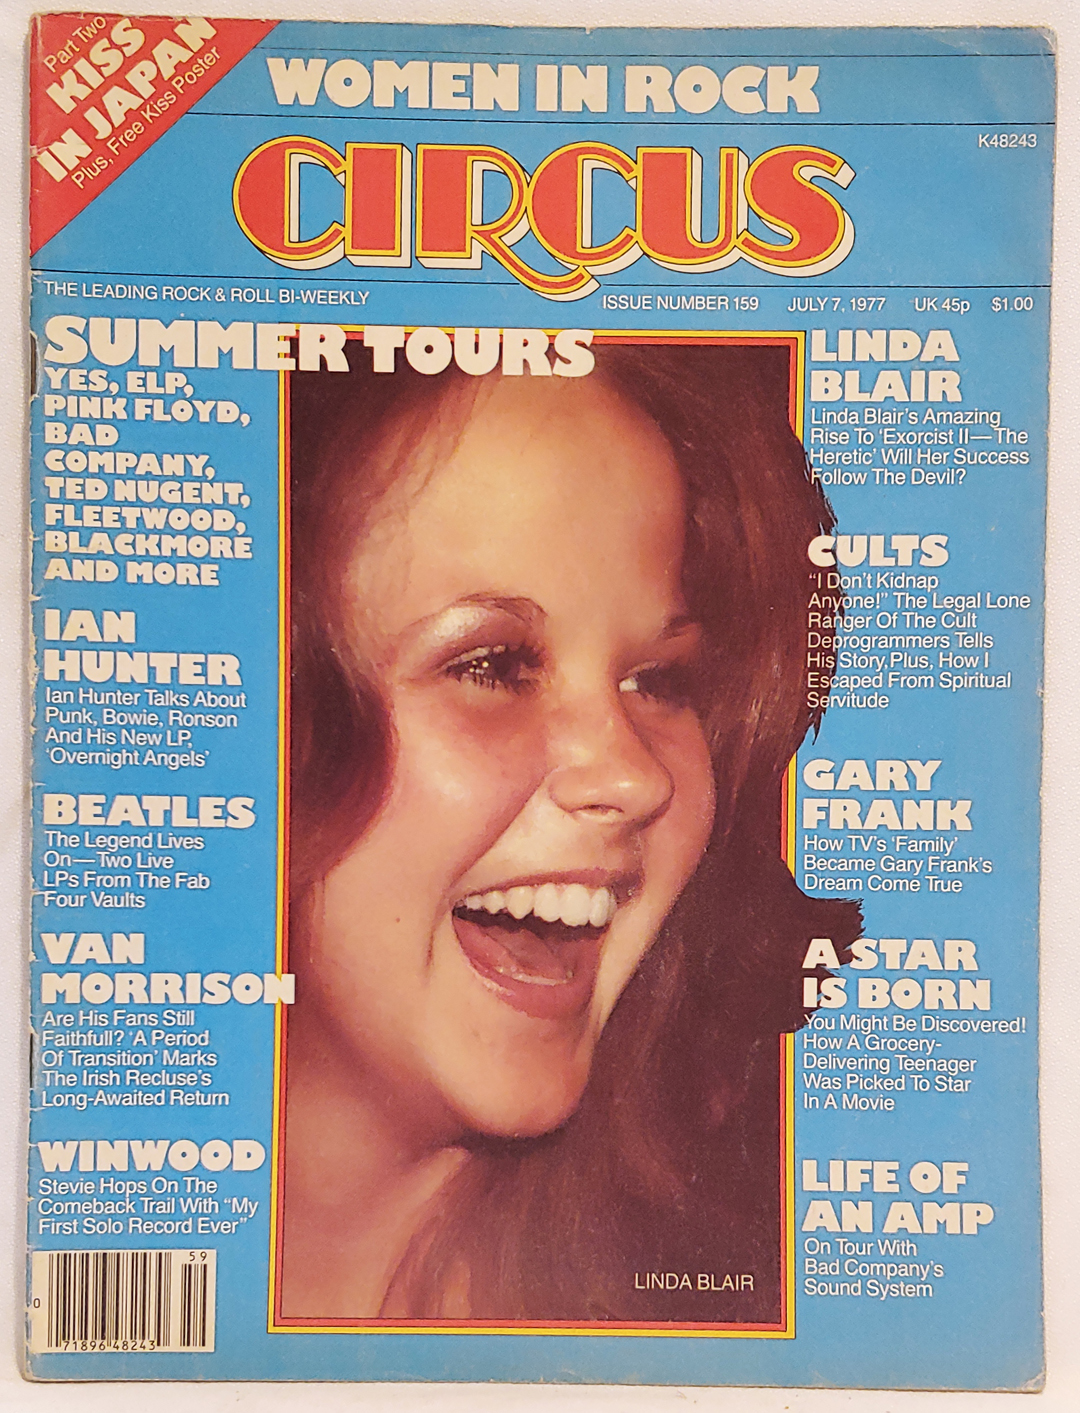 Part Two
KISS
IN JAPAN
Plus, Free Kiss Poster
WOMEN IN ROCK
K48243
CIRCUS
THE LEADING ROCK & ROLL BI-WEEKLY
ISSUE NUMBER 159 JULY 7, 1977 UK 45p $1.00
SUMMER TOURS
YES, ELP,
PINK FLOYD,
BAD
COMPANY,
TED NUGENT,
FLEETWOOD,
BLACKMORE
AND MORE
IAN
HUNTER
Ian Hunter Talks About
Punk, Bowie, Ronson
And His New LP,
'Overnight Angels'
BEATLES
The Legend Lives
On—Two Live
LPs From The Fab
Four Vaults
VAN
MORRISON
Are His Fans Still
Faithfull? 'A Period
Of Transition' Marks
The Irish Recluse's
Long-Awaited Return
WINWOOD
Stevie Hops On The
Comeback Trail With "My
First Solo Record Ever"
59
0
71896 48243
LINDA
BLAIR
Linda Blair's Amazing
Rise To 'Exorcist II—The
Heretic' Will Her Success
Follow The Devil?
CULTS
"I Don't Kidnap
Anyone!" The Legal Lone
Ranger Of The Cult
Deprogrammers Tells
His Story, Plus, How I
Escaped From Spiritual
Servitude
GARY
FRANK
How TV's 'Family'
Became Gary Frank's
Dream Come True
A STAR
IS BORN
You Might Be Discovered!
How A Grocery-
Delivering Teenager
Was Picked To Star
In A Movie
LIFE OF
AN AMP
On Tour With
Bad Company's
Sound System
LINDA BLAIR